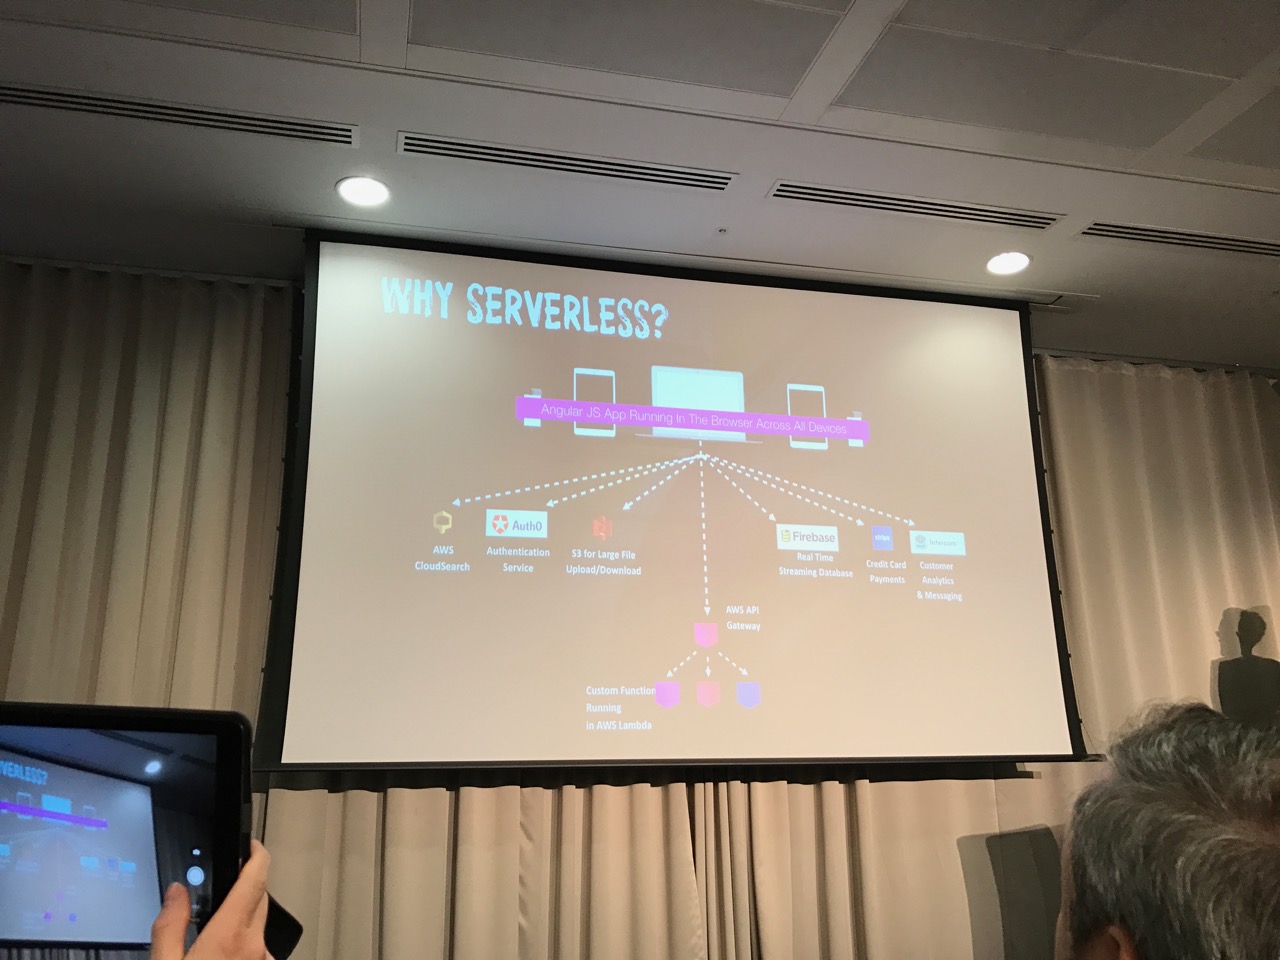 WHY SERVERLESS?
Angular JS App Running In The Browser Across All Devices
AWS
CloudSearch
Auth0
Authentication
Service
S3 for Large File
Upload/Download
Firebase
Real Time
Streaming Database
stripe
Credit Card
Payments
Intercom
Customer
Analytics
& Messaging
AWS API
Gateway
Custom Function
Running
in AWS Lambda
VERLESS?